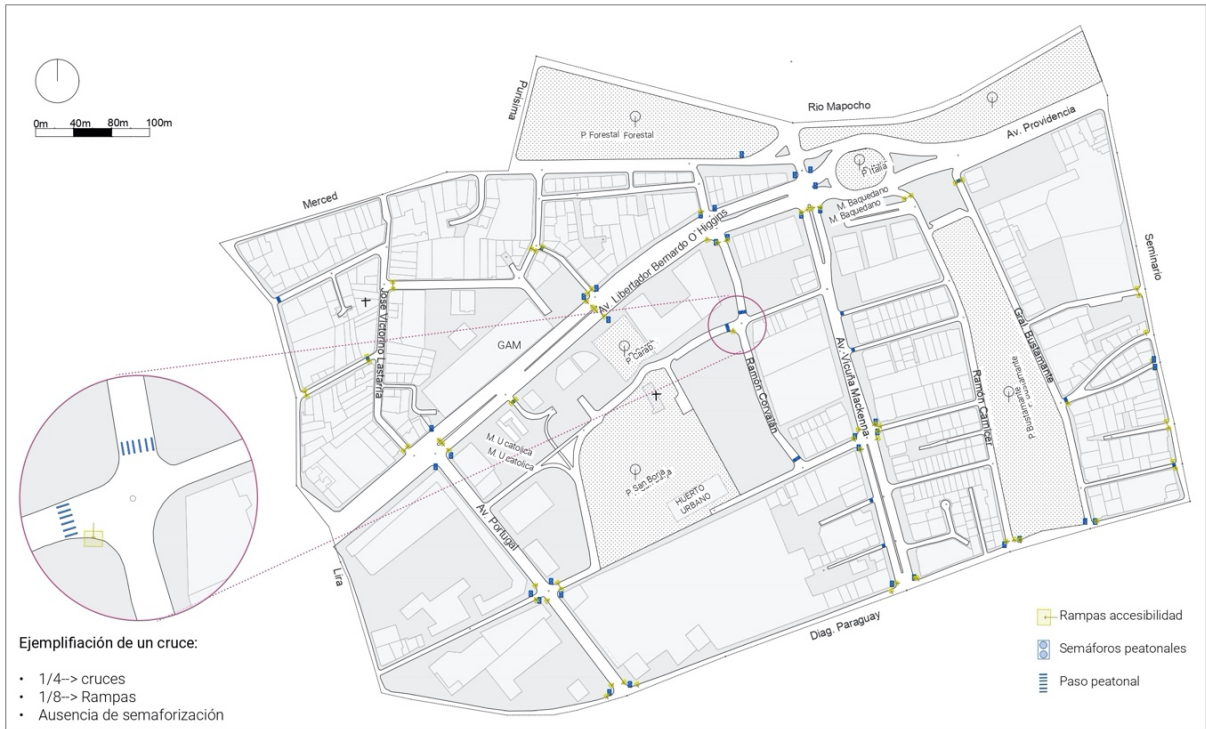 0m 40m 80m 100m
Purísima
P. Forestal Forestal
Rio Mapocho
Av. Providencia
P. Italia
Merced
M. Baquedano
M. Baquedano
Av. Libertador Bernardo O'Higgins
Seminario
José Victorino Lastarria
GAM
P. Carab
Gral. Bustamante
Av. Vicuña Mackenna
Ramón Corvalán
Ramón Carnicer
P. Bustamante
M. U catolica
M. U catolica
P. San Borja
HUERTO
URBANO
Av. Portugal
Lira
Diag. Paraguay
Ejemplifiación de un cruce:
• 1/4--> cruces
• 1/8--> Rampas
• Ausencia de semaforización
Rampas accesibilidad
Semáforos peatonales
Paso peatonal